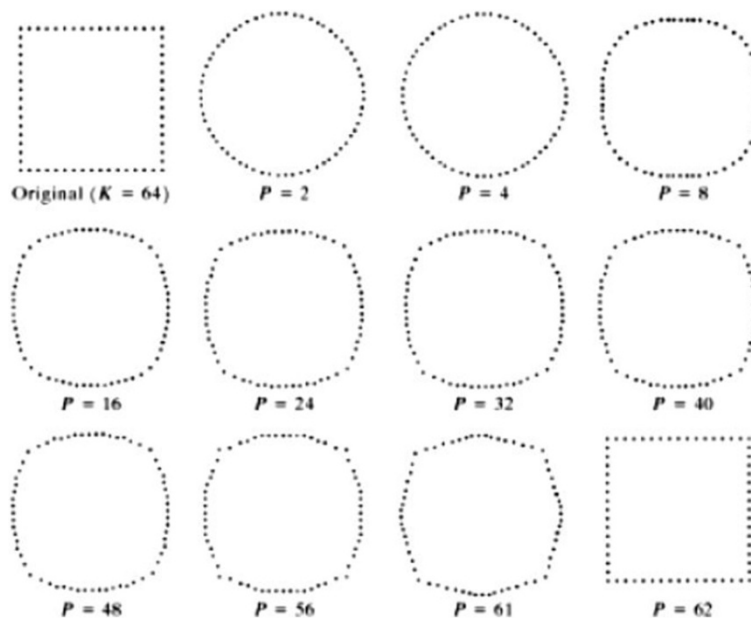 Original (K = 64)
P = 2
P = 4
P = 8
P = 16
P = 24
P = 32
P = 40
P = 48
P = 56
P = 61
P = 62